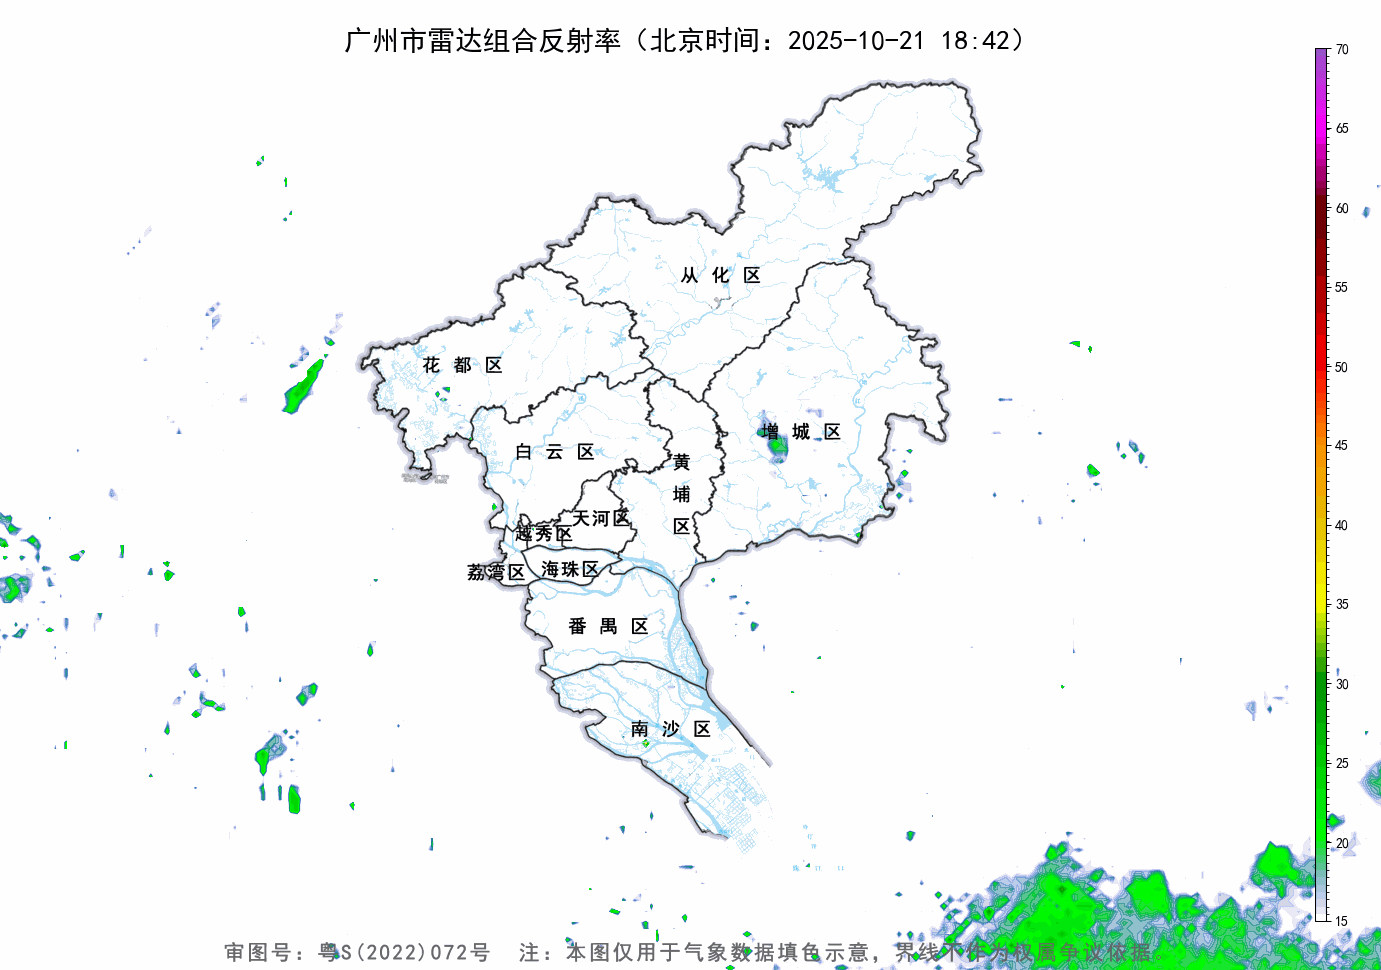 广州市雷达组合反射率（北京时间：2025-10-21 18:42）
70
65
60
55
50
45
40
35
30
25
20
15
从化区
花都区
增城区
白云区
黄埔区
天河区
越秀区
荔湾区
海珠区
番禺区
南沙区
审图号：粤S(2022)072号 注：本图仅用于气象数据填色示意，界线不作为权属争议依据。